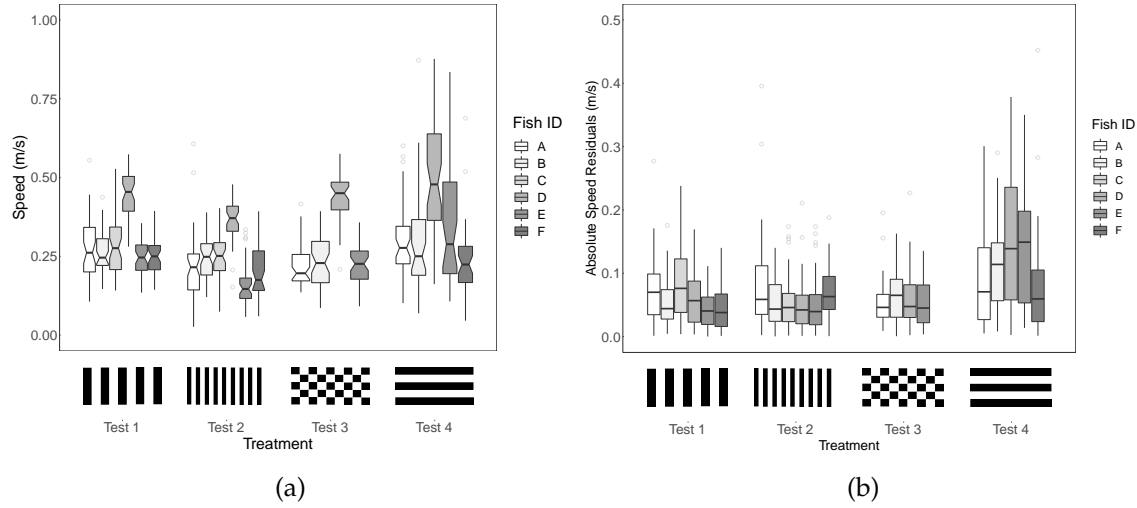 1.00
0.75
0.50
0.25
0.00
Speed (m/s)
Fish ID
A
B
C
D
E
F
Test 1 Test 2 Test 3 Test 4
Treatment
(a)
0.5
0.4
0.3
0.2
0.1
0.0
Absolute Speed Residuals (m/s)
Fish ID
A
B
C
D
E
F
Test 1 Test 2 Test 3 Test 4
Treatment
(b)